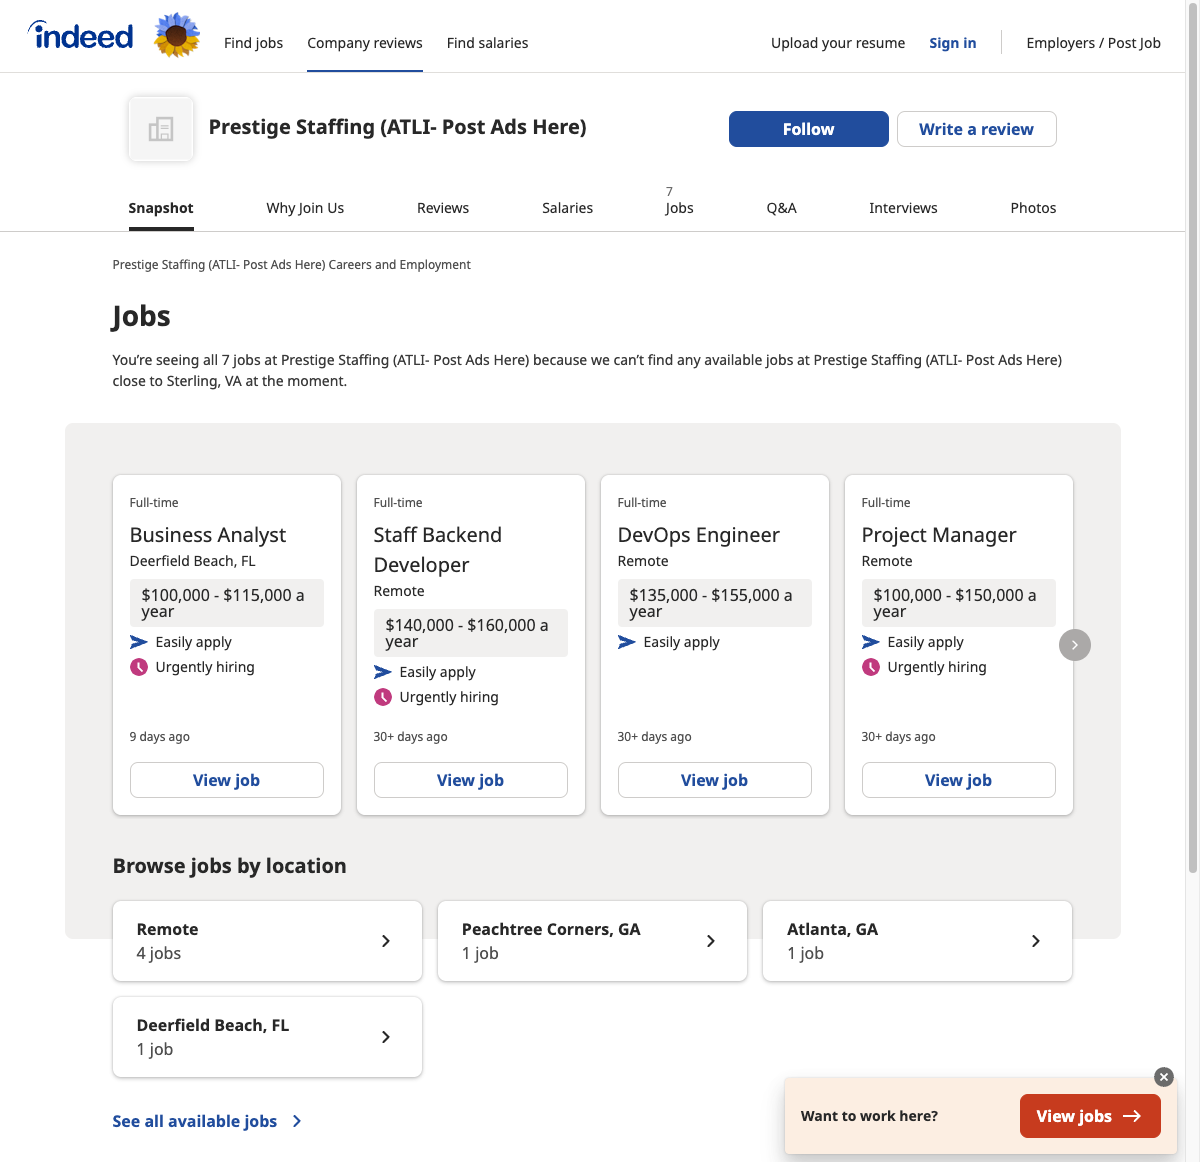 indeed
Find jobs
Company reviews
Find salaries
Upload your resume
Sign in
Employers / Post Job
Prestige Staffing (ATLI- Post Ads Here)
Follow
Write a review
Snapshot
Why Join Us
Reviews
Salaries
7
Jobs
Q&A
Interviews
Photos
Prestige Staffing (ATLI- Post Ads Here) Careers and Employment
Jobs
You’re seeing all 7 jobs at Prestige Staffing (ATLI- Post Ads Here) because we can’t find any available jobs at Prestige Staffing (ATLI- Post Ads Here)
close to Sterling, VA at the moment.
Full-time
Business Analyst
Deerfield Beach, FL
$100,000 - $115,000 a
year
Easily apply
Urgently hiring
9 days ago
View job
Full-time
Staff Backend
Developer
Remote
$140,000 - $160,000 a
year
Easily apply
Urgently hiring
30+ days ago
View job
Full-time
DevOps Engineer
Remote
$135,000 - $155,000 a
year
Easily apply
30+ days ago
View job
Full-time
Project Manager
Remote
$100,000 - $150,000 a
year
Easily apply
Urgently hiring
30+ days ago
View job
Browse jobs by location
Remote
4 jobs
Peachtree Corners, GA
1 job
Atlanta, GA
1 job
Deerfield Beach, FL
1 job
See all available jobs
Want to work here?
View jobs